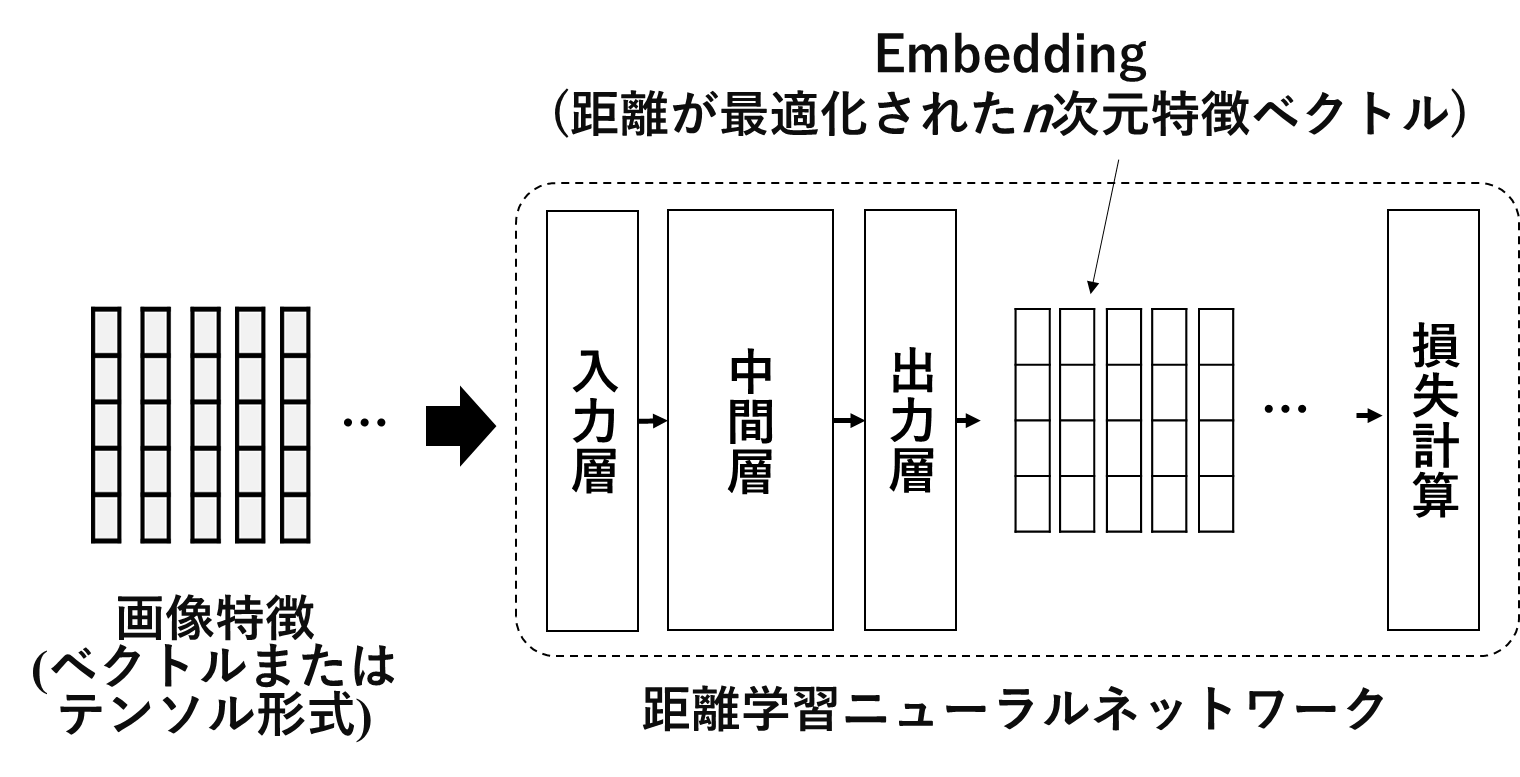 Embedding
（距離が最適化されたn次元特徴ベクトル）
入力層
中間層
出力層
…
損失計算
…
画像特徴
(ベクトルまたは
テンソル形式)
距離学習ニューラルネットワーク